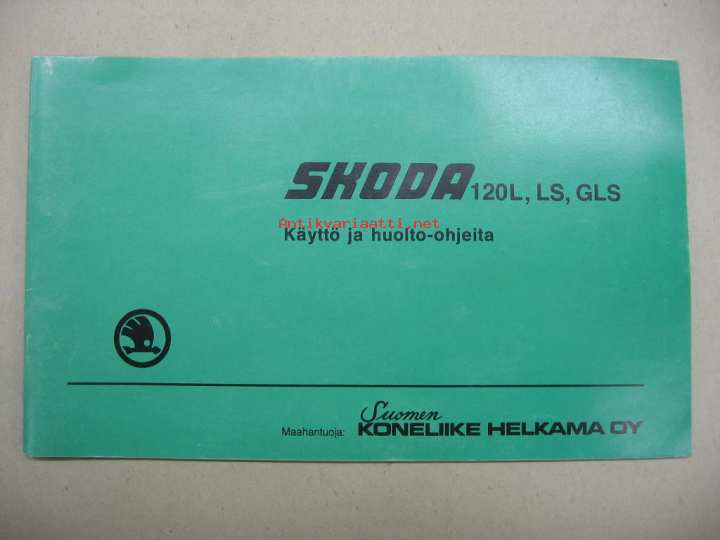 SKODA 120L, LS, GLS
Antikvariaatti.net
Käyttö ja huolto-ohjeita
Suomen
Maahantuoja: KONELIIKE HELKAMA OY